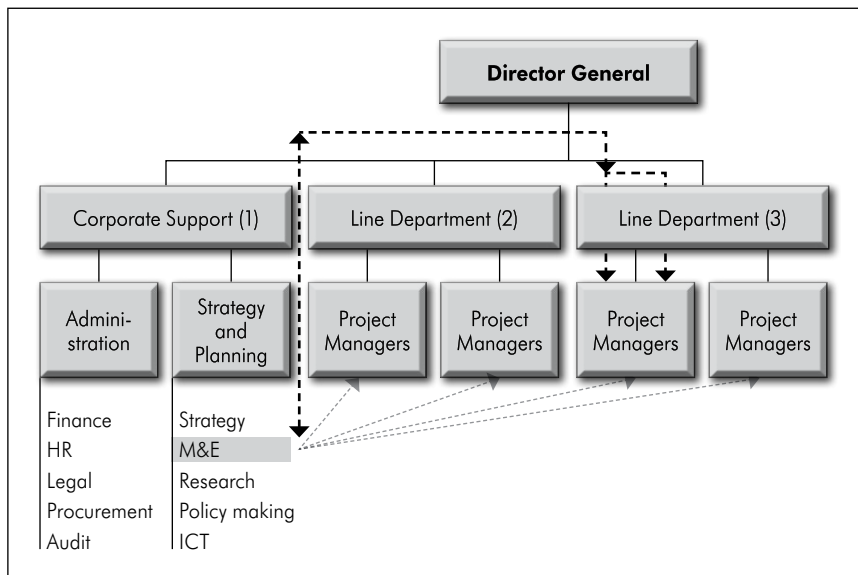 Director General
Corporate Support (1)
Line Department (2)
Line Department (3)
Admini-
stration
Strategy
and
Planning
Project
Managers
Project
Managers
Project
Managers
Project
Managers
Finance
HR
Legal
Procurement
Audit
Strategy
M&E
Research
Policy making
ICT